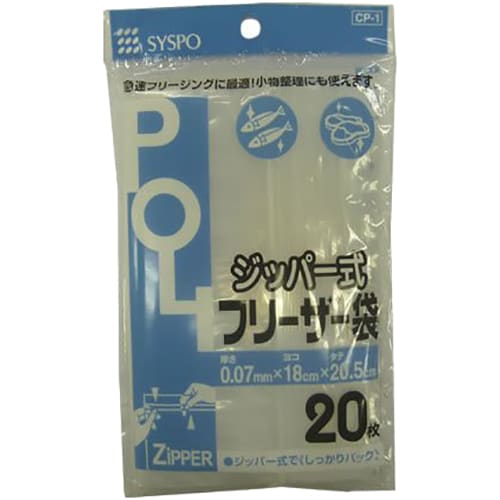 SYSPO
CP-1
急速フリージングに最適!小物整理にも使えます
POLY
ジッパー式
フリーザー袋
厚さ ヨコ タテ
0.07mm×18cm×20.5cm
20枚
ZiPPER
●ジッパー式で《しっかりパック》